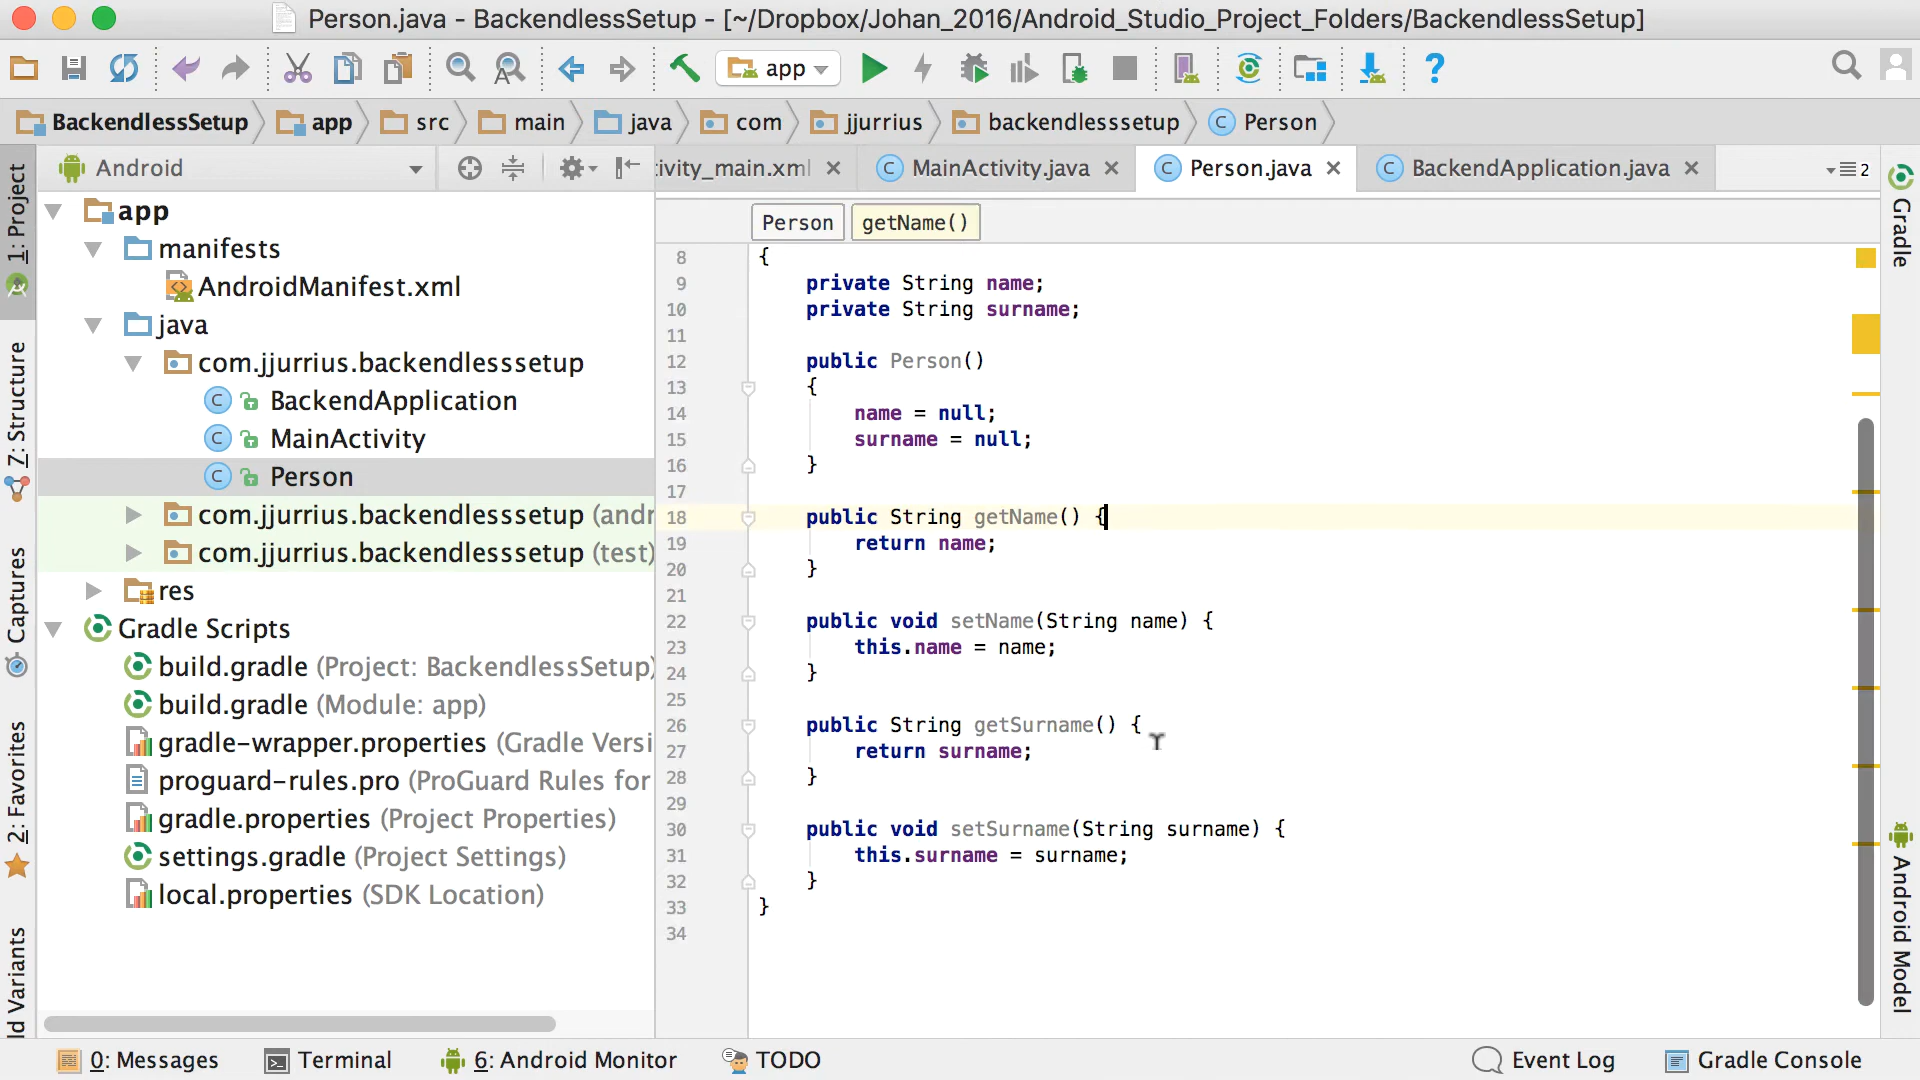 Person.java - BackendlessSetup - [~/Dropbox/Johan_2016/Android_Studio_Project_Folders/BackendlessSetup]
app
BackendlessSetup app src main java com jjurrius backendlesssetup Person
Android
ivity_main.xml MainActivity.java Person.java BackendApplication.java 2
Person getName()
1: Project
Z: Structure
Captures
2: Favorites
ld Variants
app
manifests
AndroidManifest.xml
java
com.jjurrius.backendlesssetup
BackendApplication
MainActivity
Person
com.jjurrius.backendlesssetup (andr
com.jjurrius.backendlesssetup (test)
res
Gradle Scripts
build.gradle (Project: BackendlessSetup)
build.gradle (Module: app)
gradle-wrapper.properties (Gradle Versi
proguard-rules.pro (ProGuard Rules for
gradle.properties (Project Properties)
settings.gradle (Project Settings)
local.properties (SDK Location)
8 {
9 private String name;
10 private String surname;
11
12 public Person()
13 {
14 name = null;
15 surname = null;
16 }
17
18 public String getName() {
19 return name;
20 }
21
22 public void setName(String name) {
23 this.name = name;
24 }
25
26 public String getSurname() {
27 return surname;
28 }
29
30 public void setSurname(String surname) {
31 this.surname = surname;
32 }
33 }
34
Gradle
Android Model
0: Messages Terminal 6: Android Monitor TODO Event Log Gradle Console